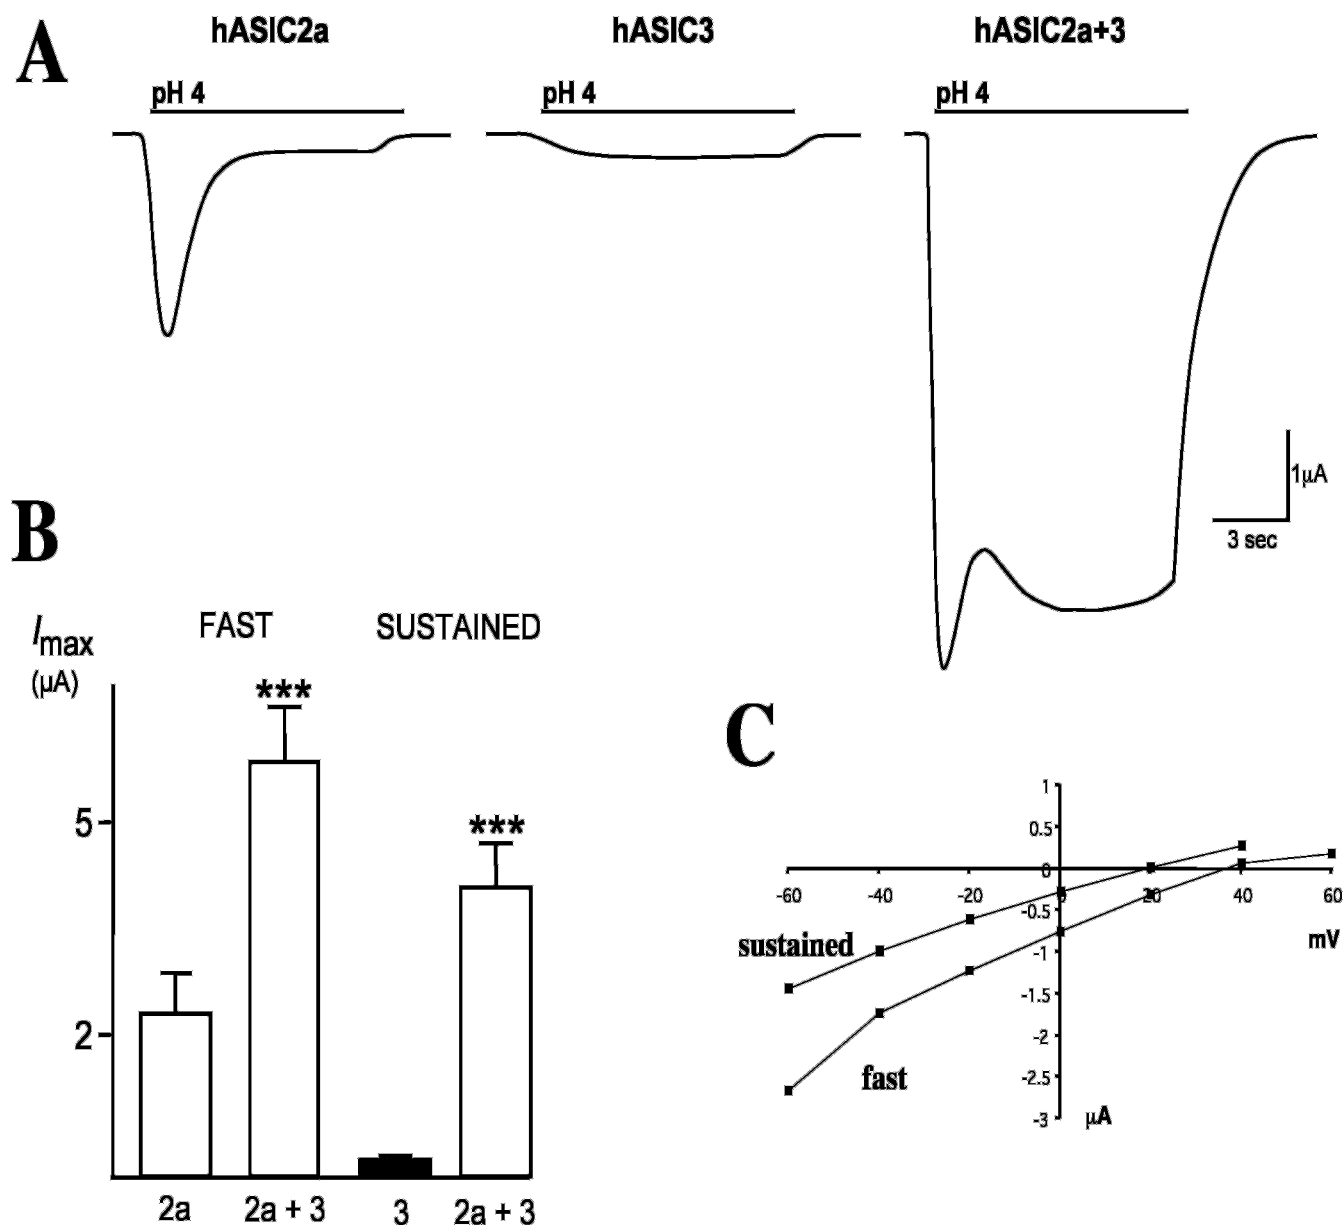 A
hASIC2a
hASIC3
hASIC2a+3
pH 4
pH 4
pH 4
1µA
3 sec
B
Imax
(µA)
FAST
SUSTAINED
***
***
5
2
2a
2a + 3
3
2a + 3
C
1
0.5
0
-60
-40
-20
0
20
40
60
mV
-0.5
-1
-1.5
-2
-2.5
-3
µA
sustained
fast